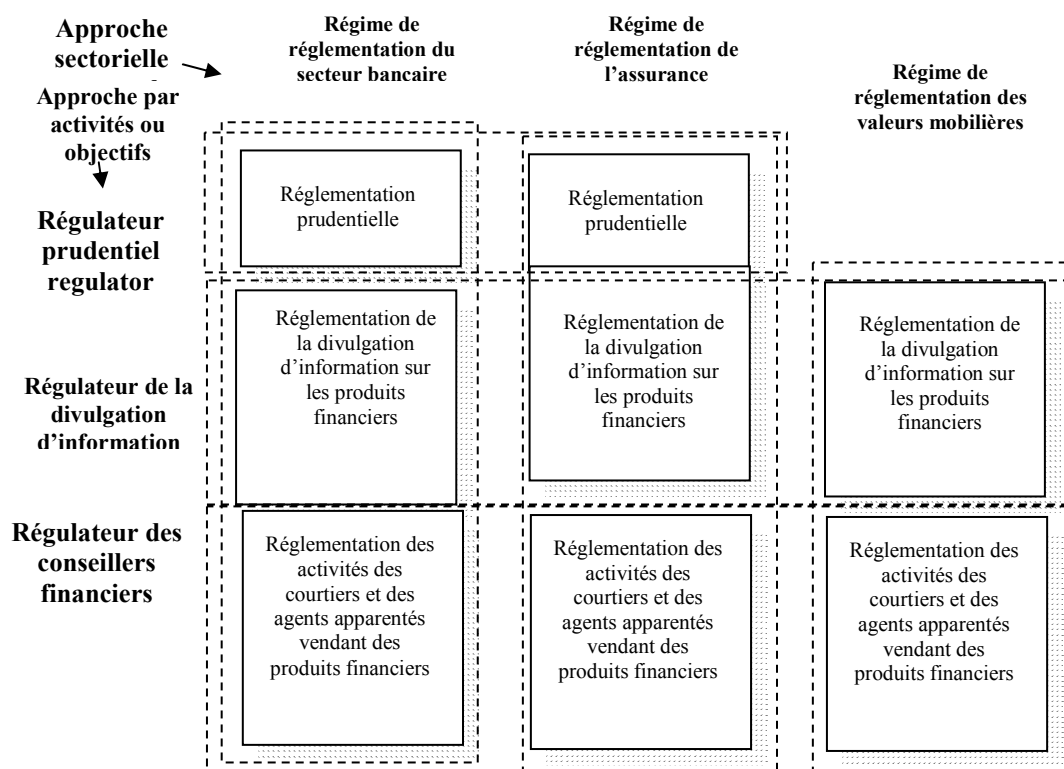 Approche
sectorielle
Régime de
réglementation du
secteur bancaire
Régime de
réglementation de
l’assurance
Régime de
réglementation des
valeurs mobilières
Approche par
activités ou
objectifs
Régulateur
prudentiel
regulator
Réglementation
prudentielle
Réglementation
prudentielle
Régulateur de la
divulgation
d’information
Réglementation de
la divulgation
d’information sur
les produits
financiers
Réglementation de
la divulgation
d’information sur
les produits
financiers
Réglementation de
la divulgation
d’information sur
les produits
financiers
Régulateur des
conseillers
financiers
Réglementation des
activités des
courtiers et des
agents apparentés
vendant des
produits financiers
Réglementation des
activités des
courtiers et des
agents apparentés
vendant des
produits financiers
Réglementation des
activités des
courtiers et des
agents apparentés
vendant des
produits financiers